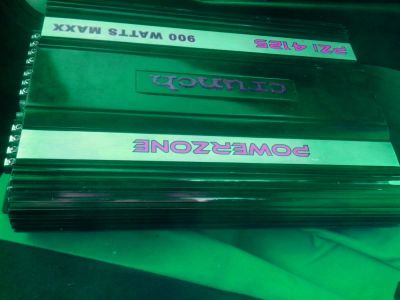 POWERZONE
crunch
PZI 4125
900 WATTS MAXX